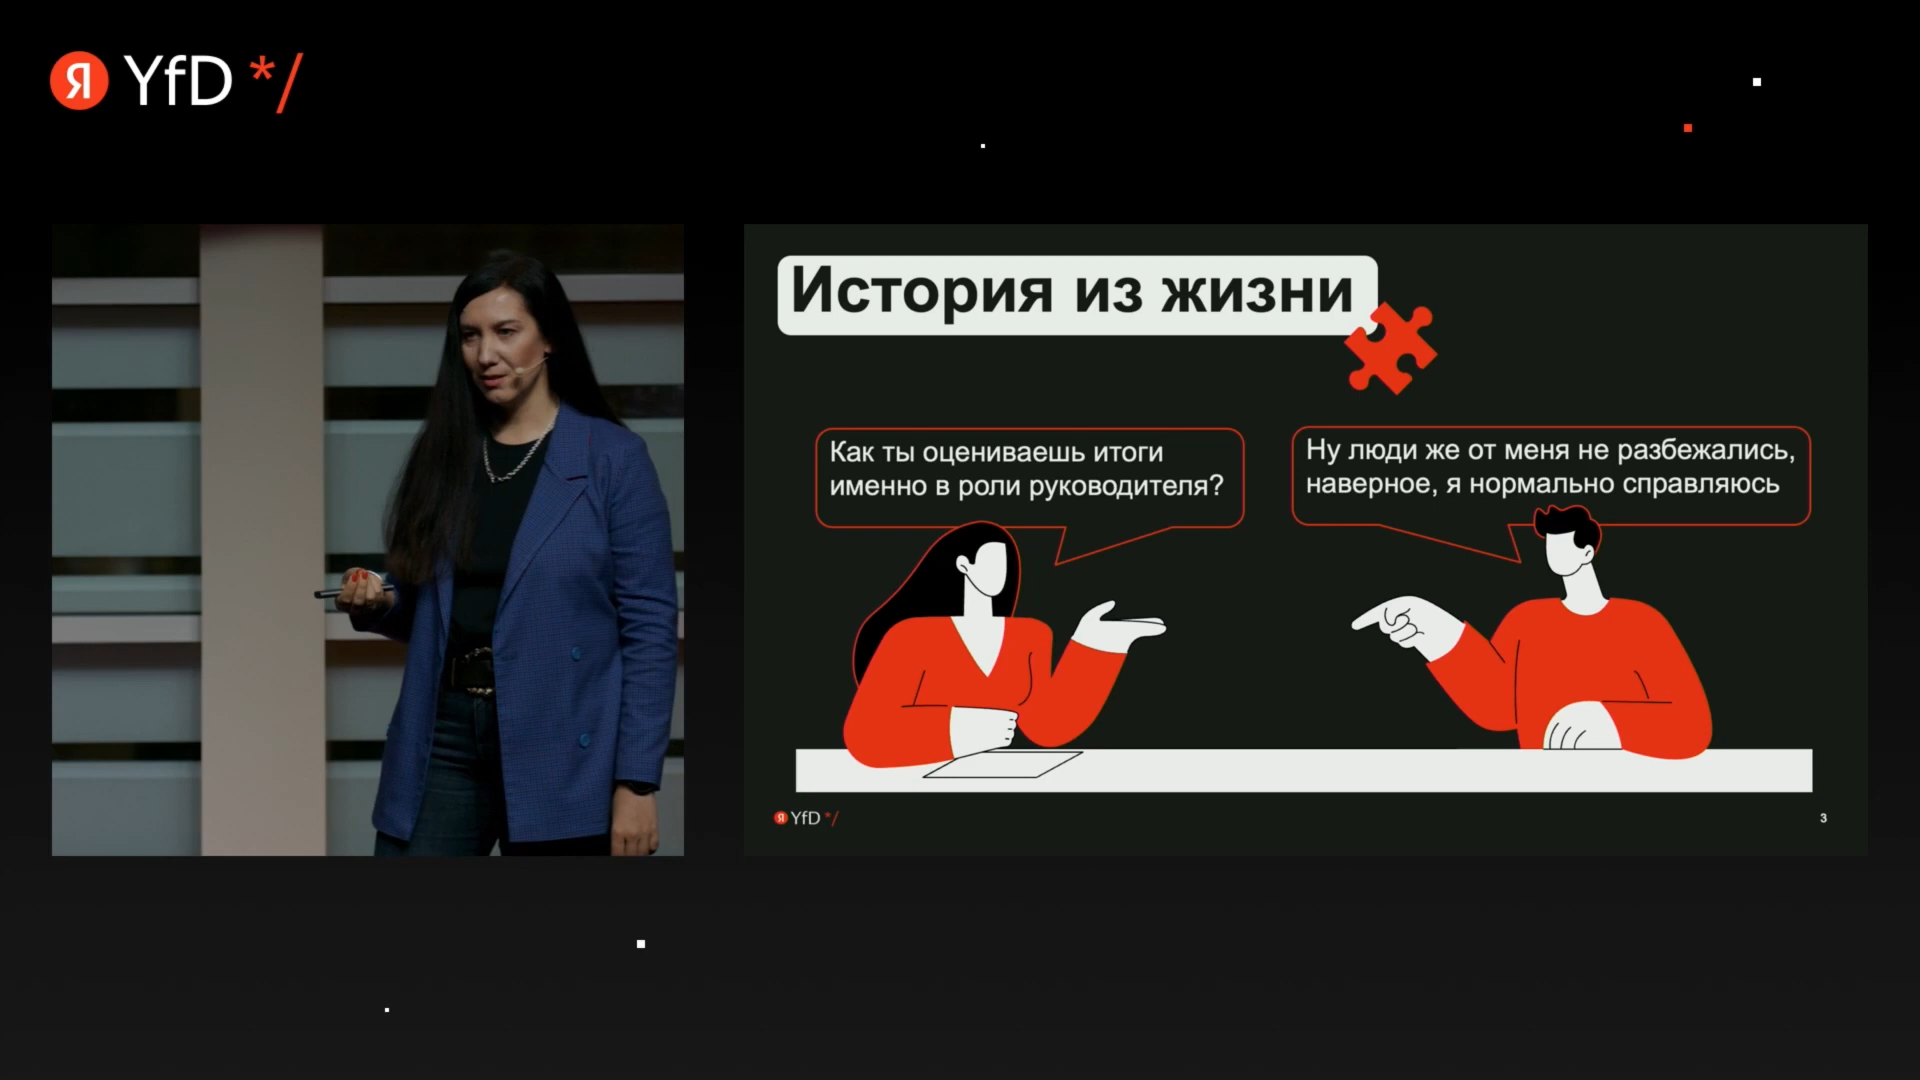 Я YfD */
История из жизни
Как ты оцениваешь итоги
именно в роли руководителя?
Ну люди же от меня не разбежались,
наверное, я нормально справляюсь
Я YfD */
3